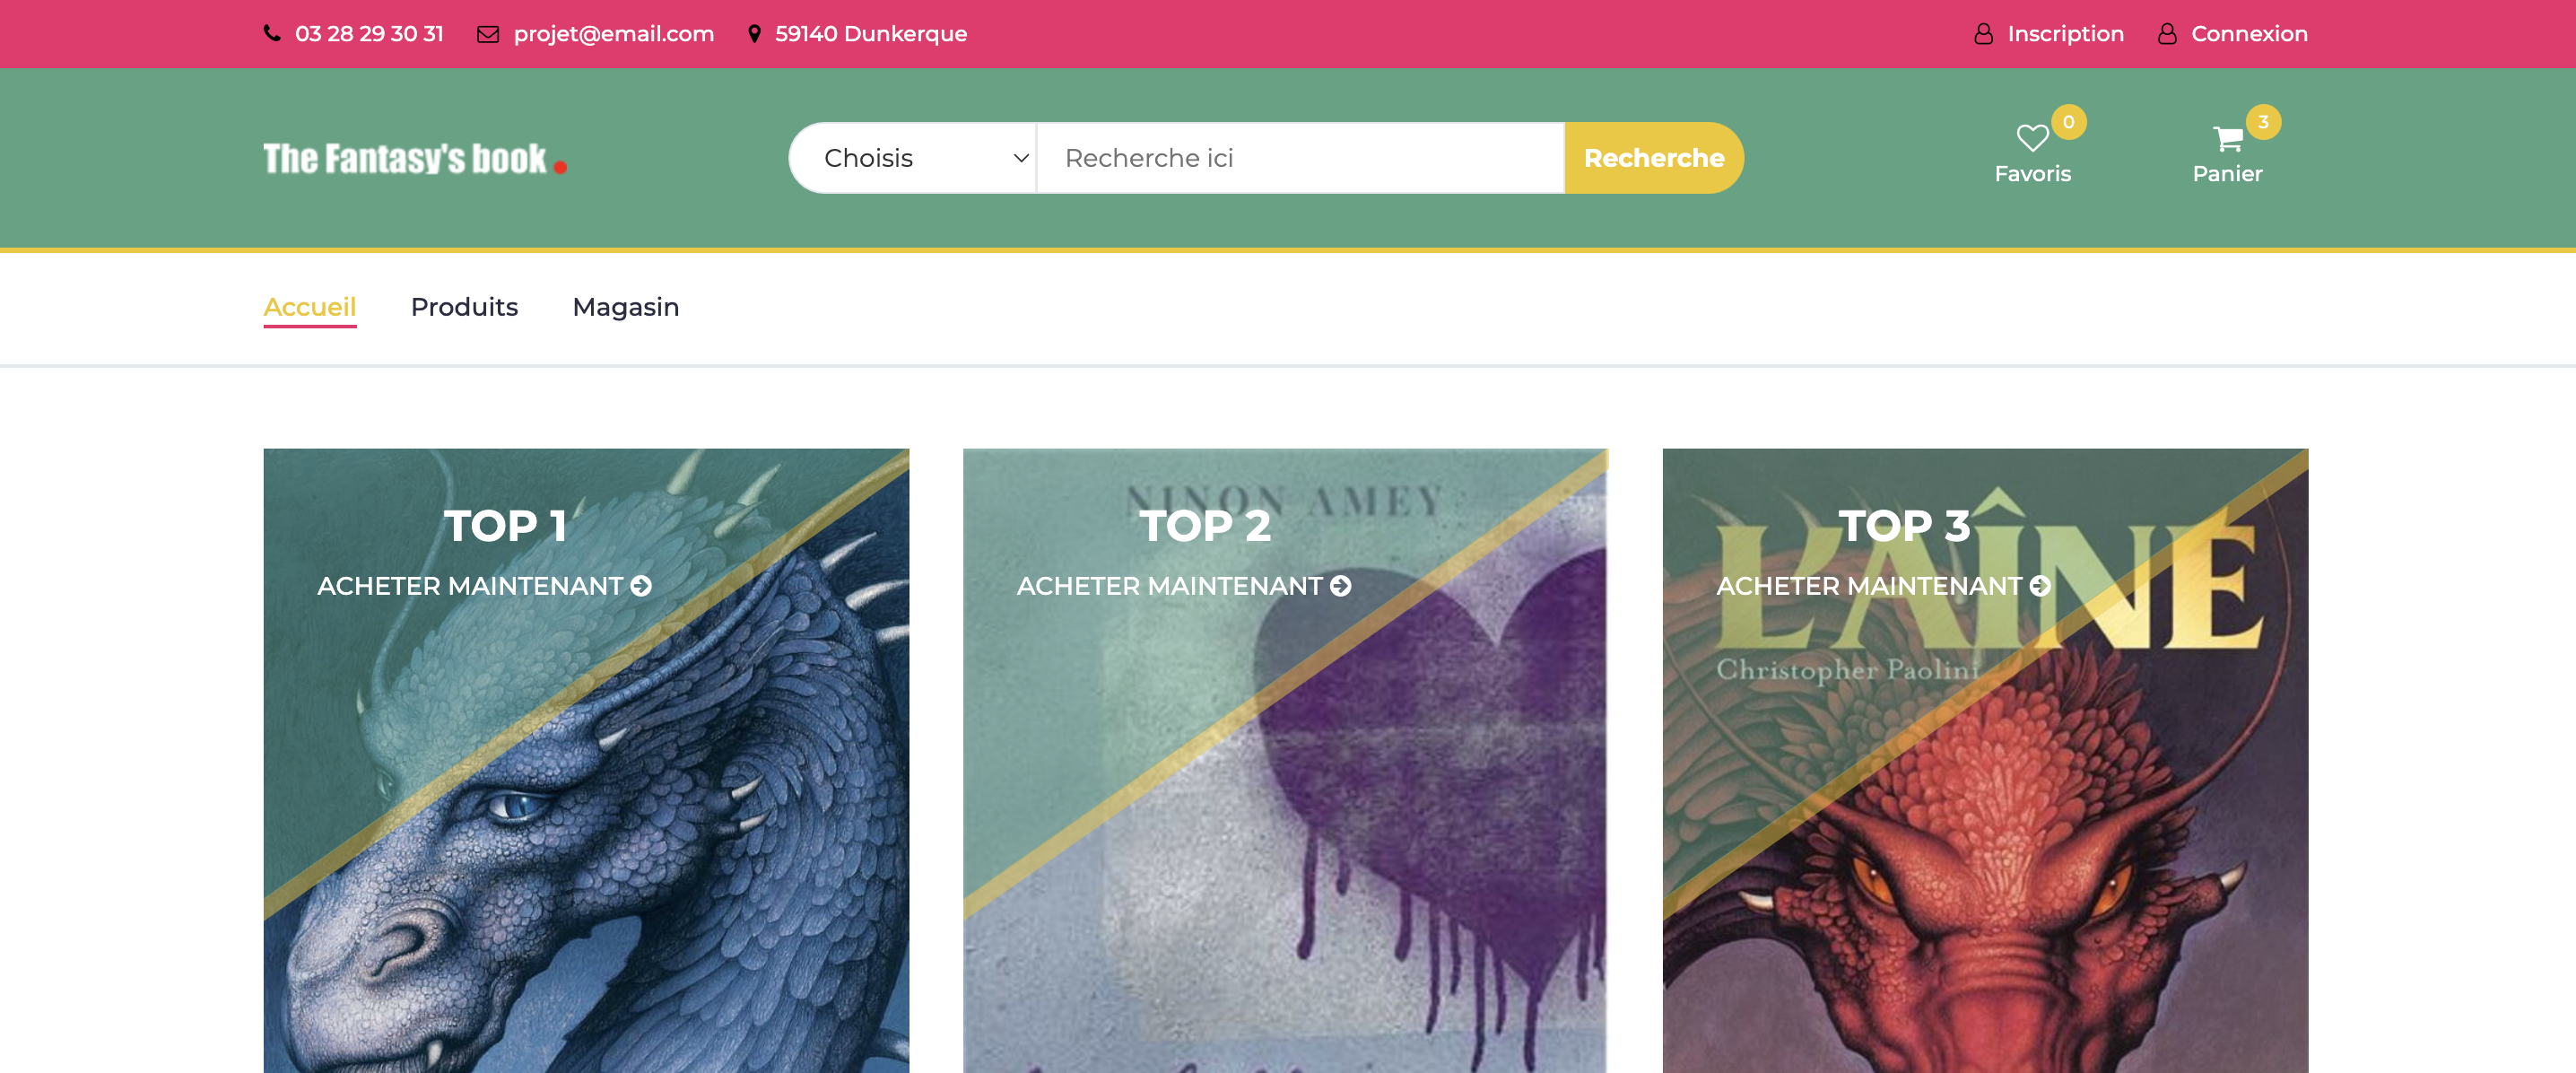 03 28 29 30 31 projet@email.com 59140 Dunkerque Inscription Connexion
The Fantasy's book.
Choisis Recherche ici Recherche
0
Favoris
3
Panier
Accueil Produits Magasin
TOP 1
ACHETER MAINTENANT
NINON AMEY
TOP 2
ACHETER MAINTENANT
TOP 3
L'AÎNÉ
ACHETER MAINTENANT
Christopher Paolini